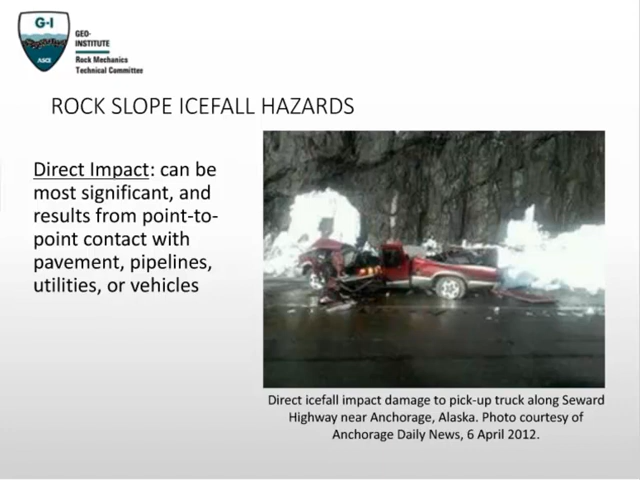 G-I
ASCE
GEO-
INSTITUTE
Rock Mechanics
Technical Committee
ROCK SLOPE ICEFALL HAZARDS
Direct Impact: can be
most significant, and
results from point-to-
point contact with
pavement, pipelines,
utilities, or vehicles
Direct icefall impact damage to pick-up truck along Seward
Highway near Anchorage, Alaska. Photo courtesy of
Anchorage Daily News, 6 April 2012.